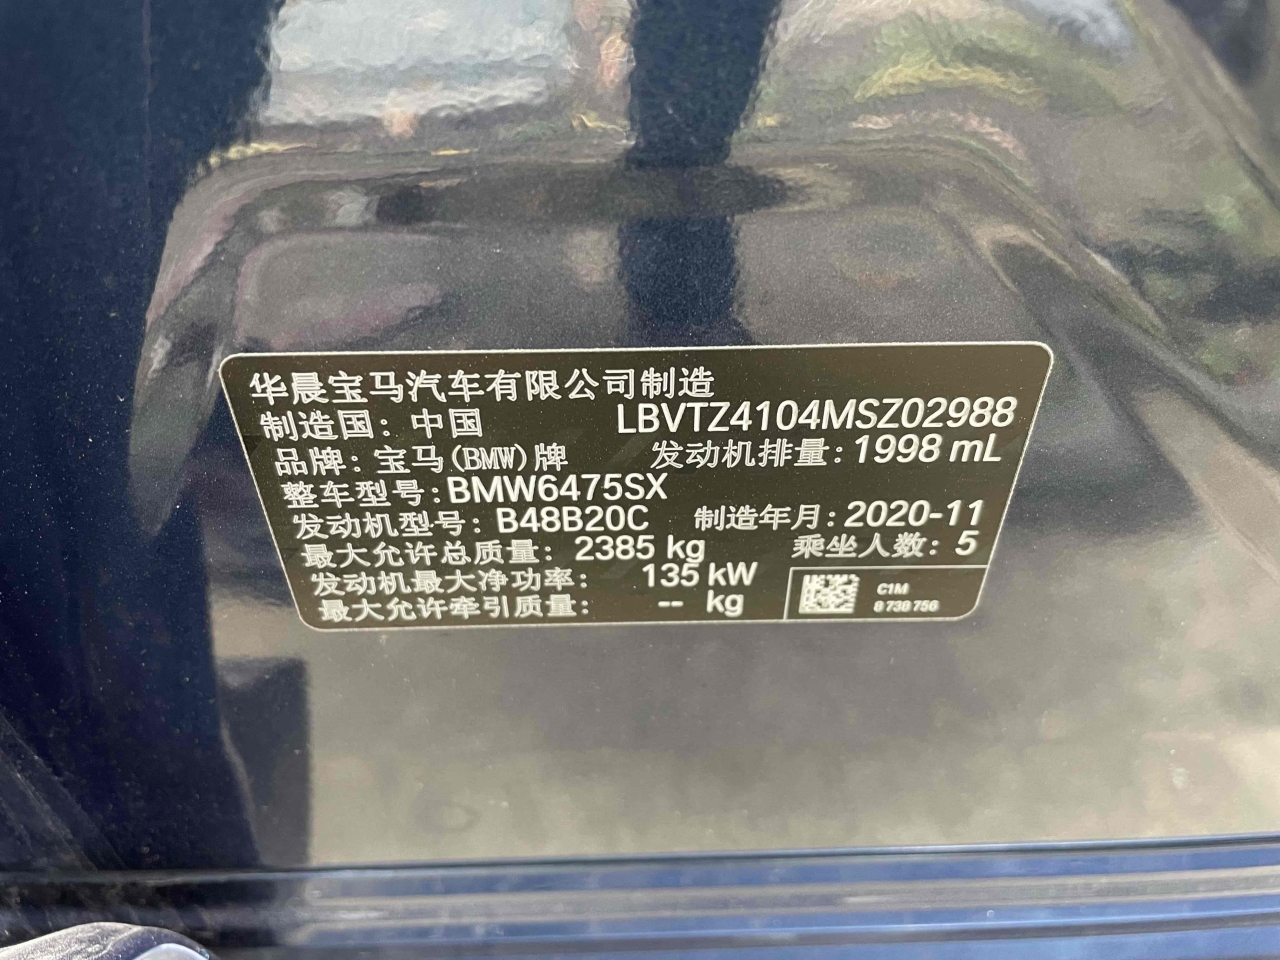 华晨宝马汽车有限公司制造
制造国：中国 LBVTZ4104MSZ02988
品牌：宝马(BMW)牌 发动机排量：1998 mL
整车型号：BMW6475SX
发动机型号：B48B20C 制造年月：2020-11
最大允许总质量：2385 kg 乘坐人数：5
发动机最大净功率：135 kW
最大允许牵引质量：-- kg
C1M
8 738 756